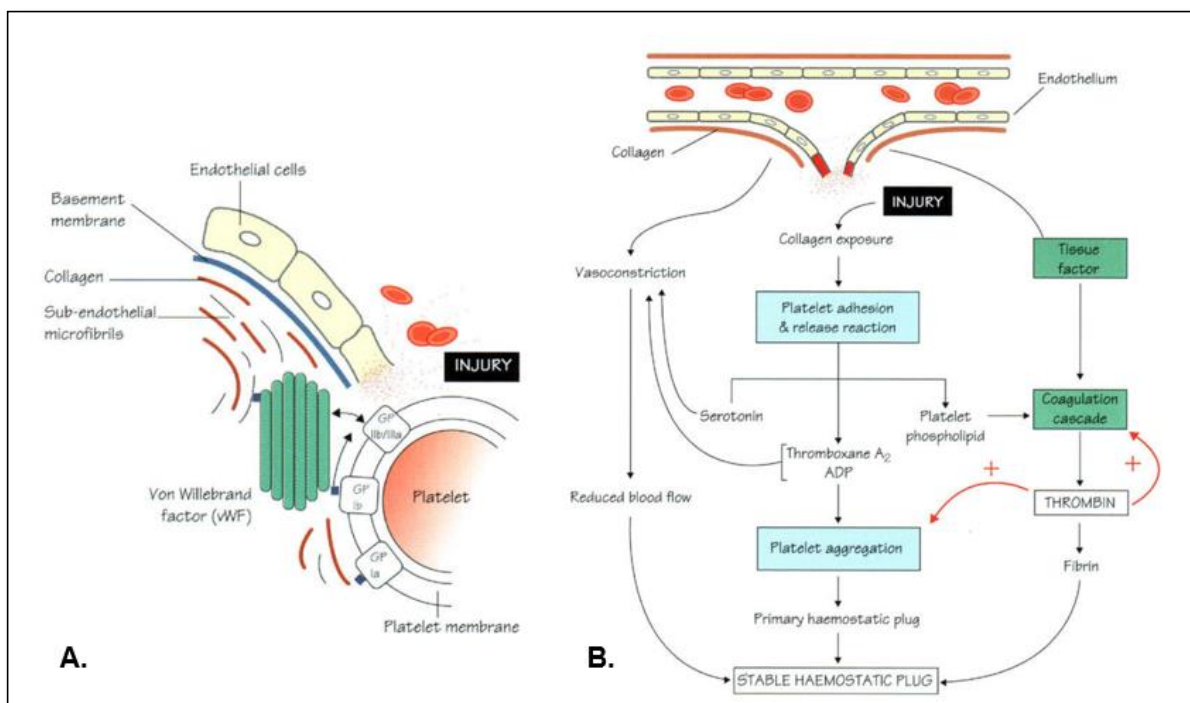 Endothelial cells
Basement
membrane
Collagen
Sub-endothelial
microfibrils
INJURY
GP
IIb/IIIa
GP
Ib
GP
Ia
Platelet
Von Willebrand
factor (vWF)
Platelet membrane
A.
Endothelium
Collagen
INJURY
Collagen exposure
Tissue
factor
Vasoconstriction
Platelet adhesion
& release reaction
Serotonin
Platelet
phospholipid
Coagulation
cascade
Thromboxane A₂
ADP
+
+
Reduced blood flow
THROMBIN
Platelet aggregation
Fibrin
Primary haemostatic plug
B.
STABLE HAEMOSTATIC PLUG